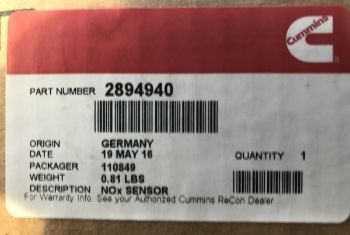 Cummins
PART NUMBER 2894940
ORIGIN GERMANY
DATE 19 MAY 16
PACKAGER 110849
QUANTITY 1
WEIGHT 0.81 LBS
DESCRIPTION NOx SENSOR
For Warranty Info. See your Authorized Cummins ReCon Dealer